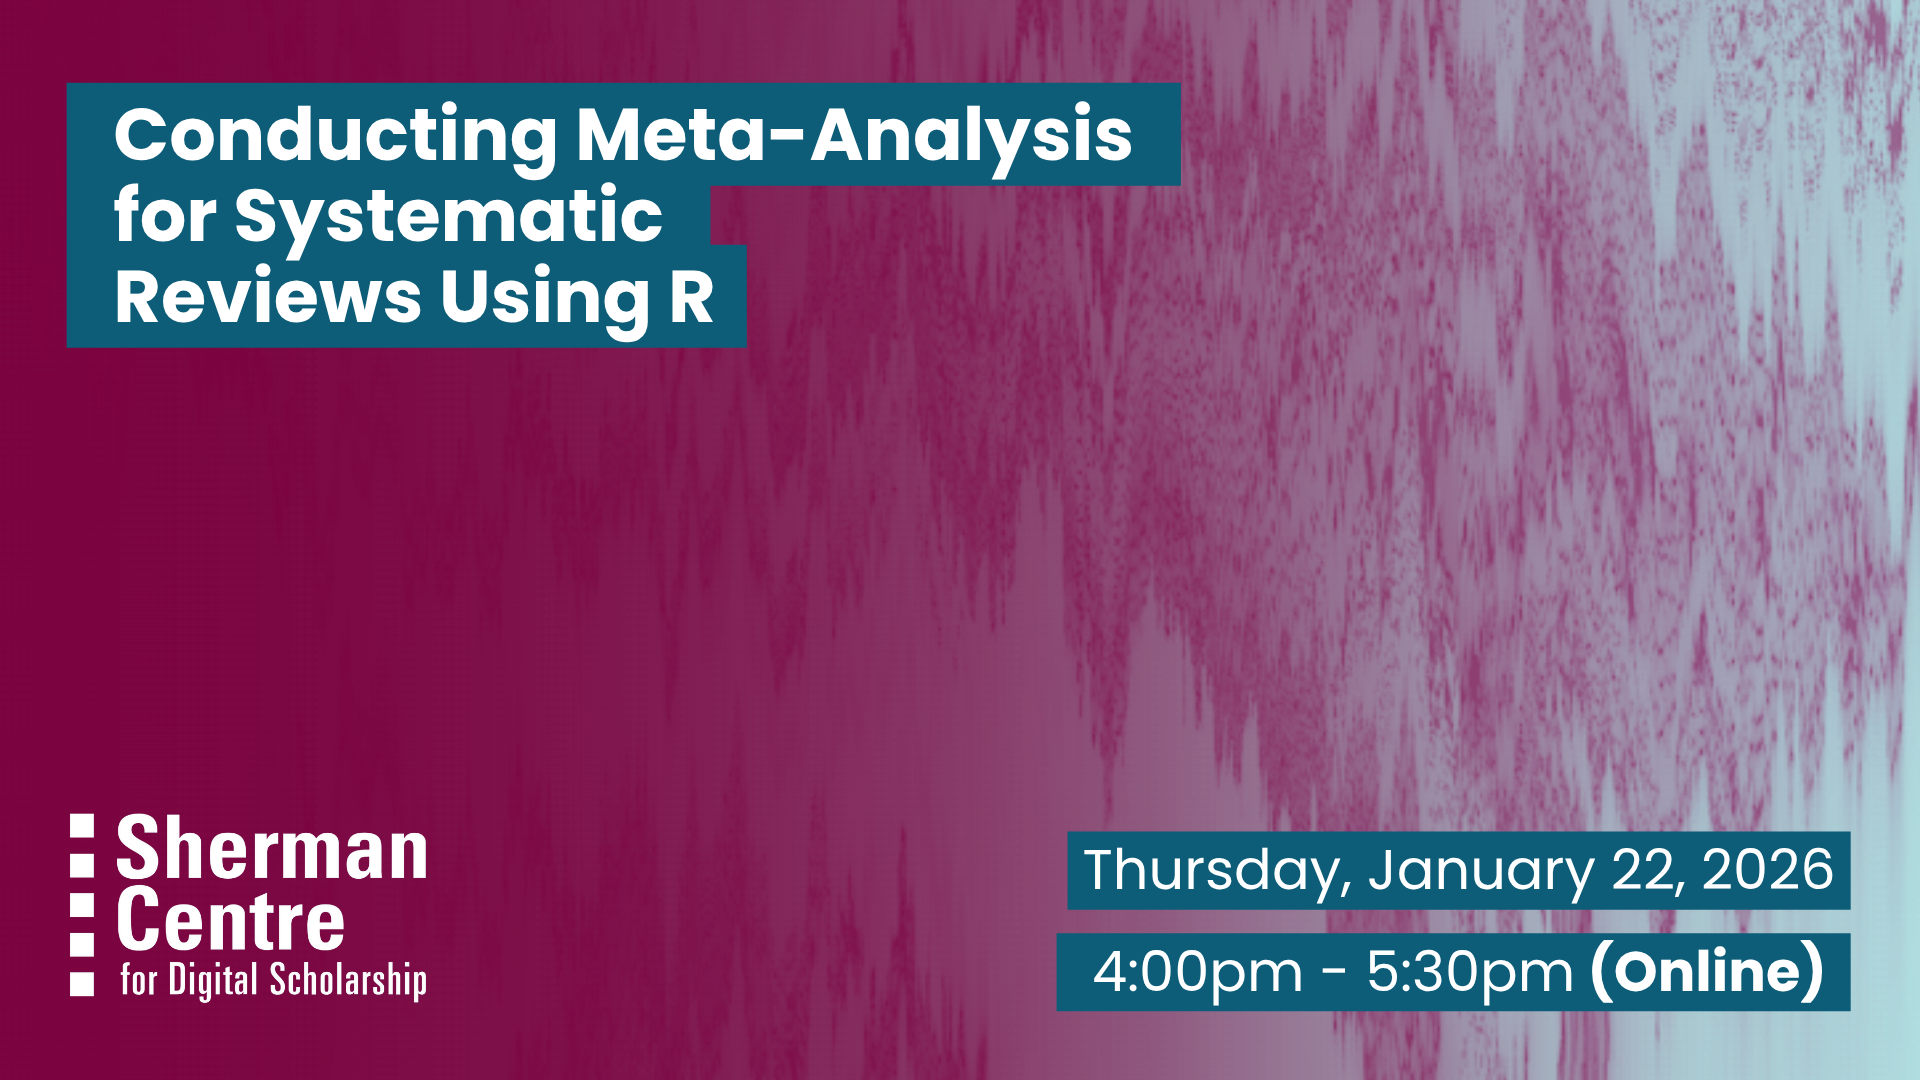 Conducting Meta-Analysis
for Systematic
Reviews Using R
Sherman
Centre
for Digital Scholarship
Thursday, January 22, 2026
4:00pm - 5:30pm (Online)